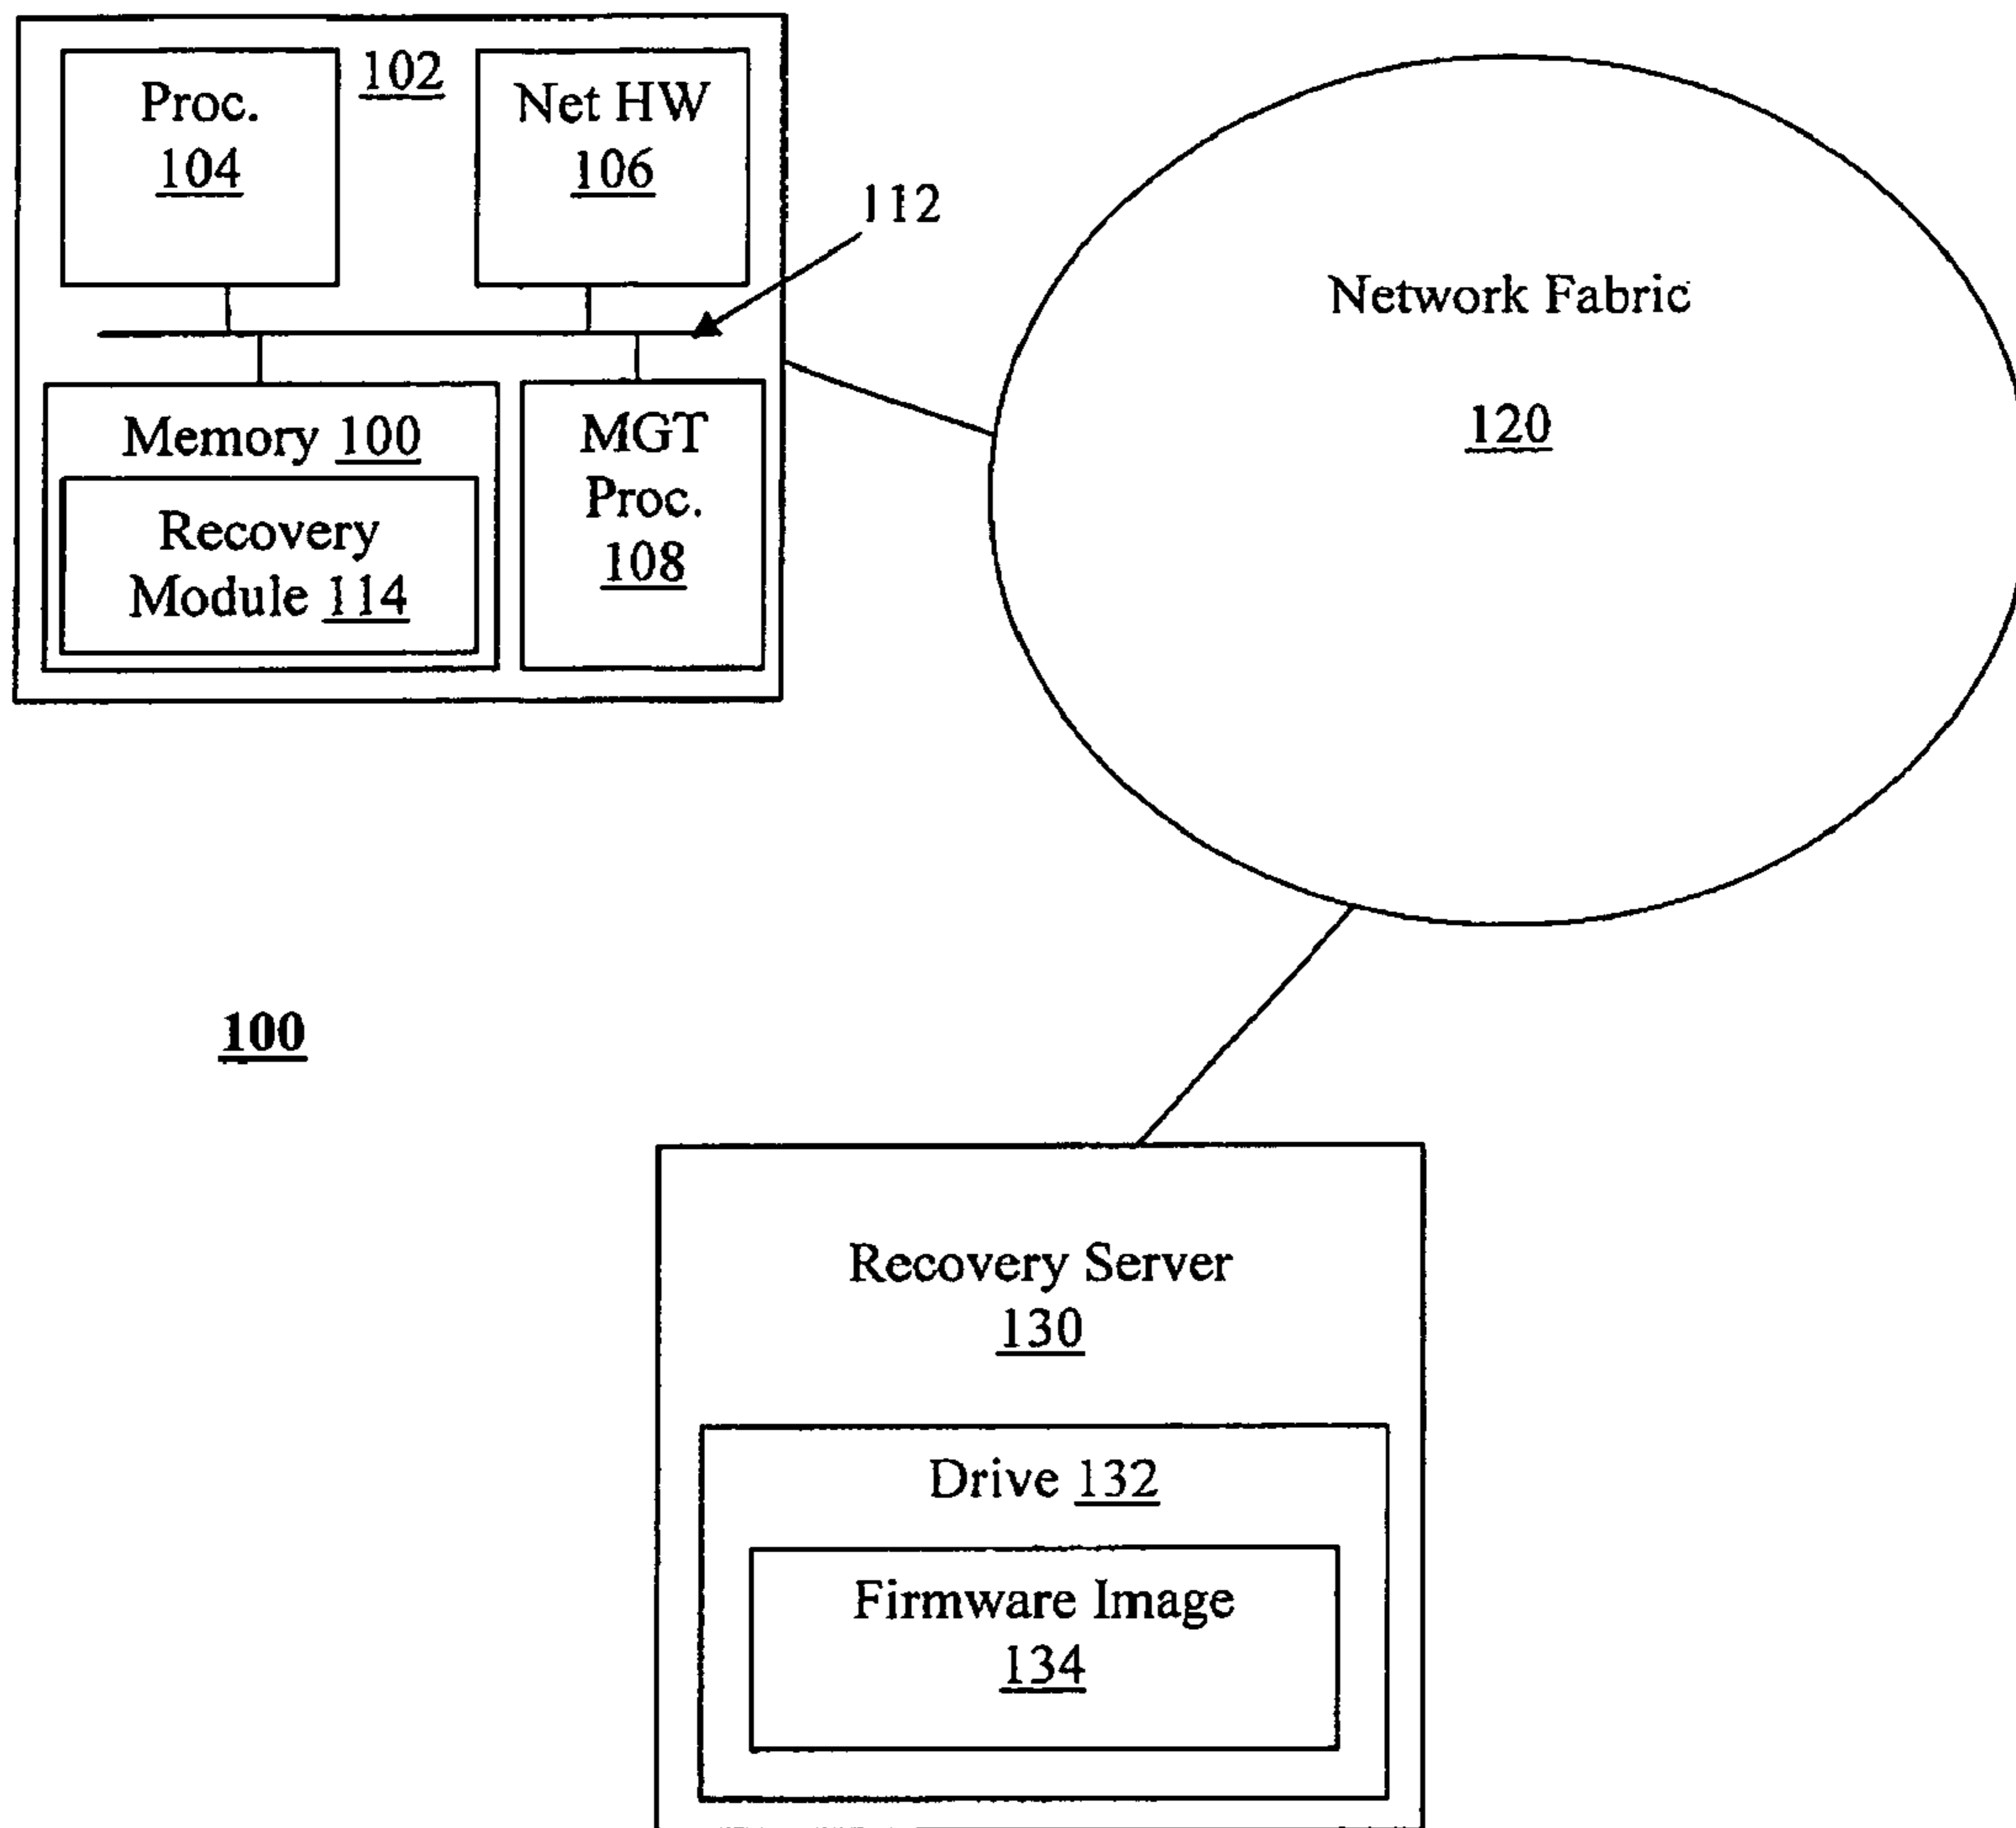 102
Proc.
104
Net HW
106
112
Memory 100
Recovery
Module 114
MGT
Proc.
108
Network Fabric
120
100
Recovery Server
130
Drive 132
Firmware Image
134